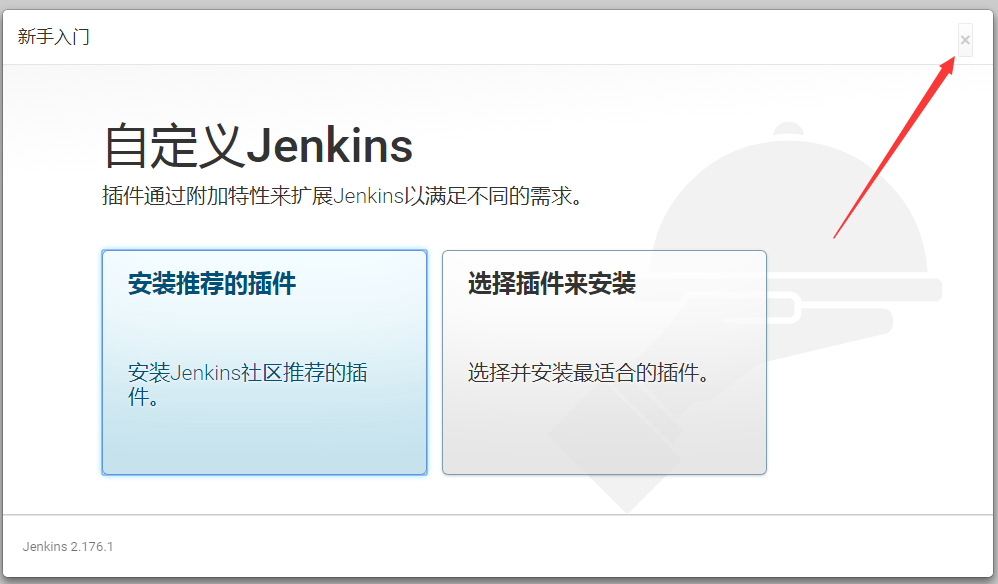 新手入门
×
自定义Jenkins
插件通过附加特性来扩展Jenkins以满足不同的需求。
安装推荐的插件
安装Jenkins社区推荐的插
件。
选择插件来安装
选择并安装最适合的插件。
Jenkins 2.176.1